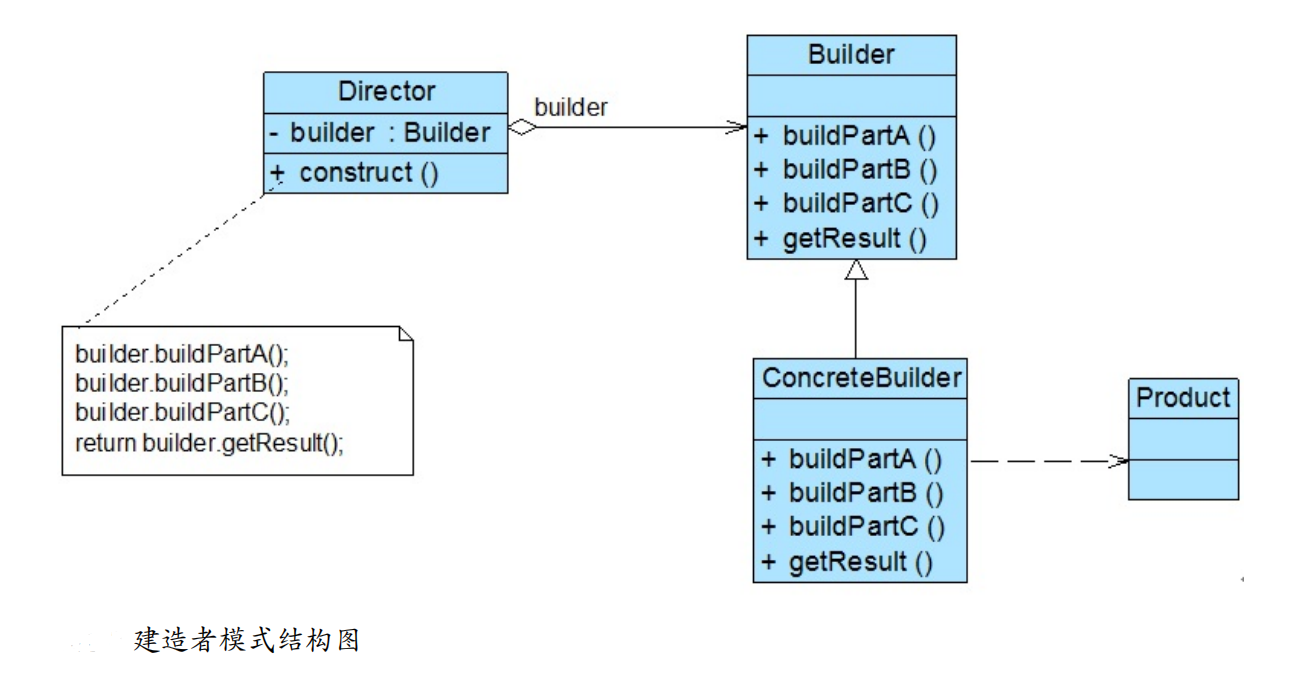 Director
- builder : Builder
+ construct ()
builder
Builder
+ buildPartA ()
+ buildPartB ()
+ buildPartC ()
+ getResult ()
builder.buildPartA();
builder.buildPartB();
builder.buildPartC();
return builder.getResult();
ConcreteBuilder
+ buildPartA ()
+ buildPartB ()
+ buildPartC ()
+ getResult ()
Product
建造者模式结构图